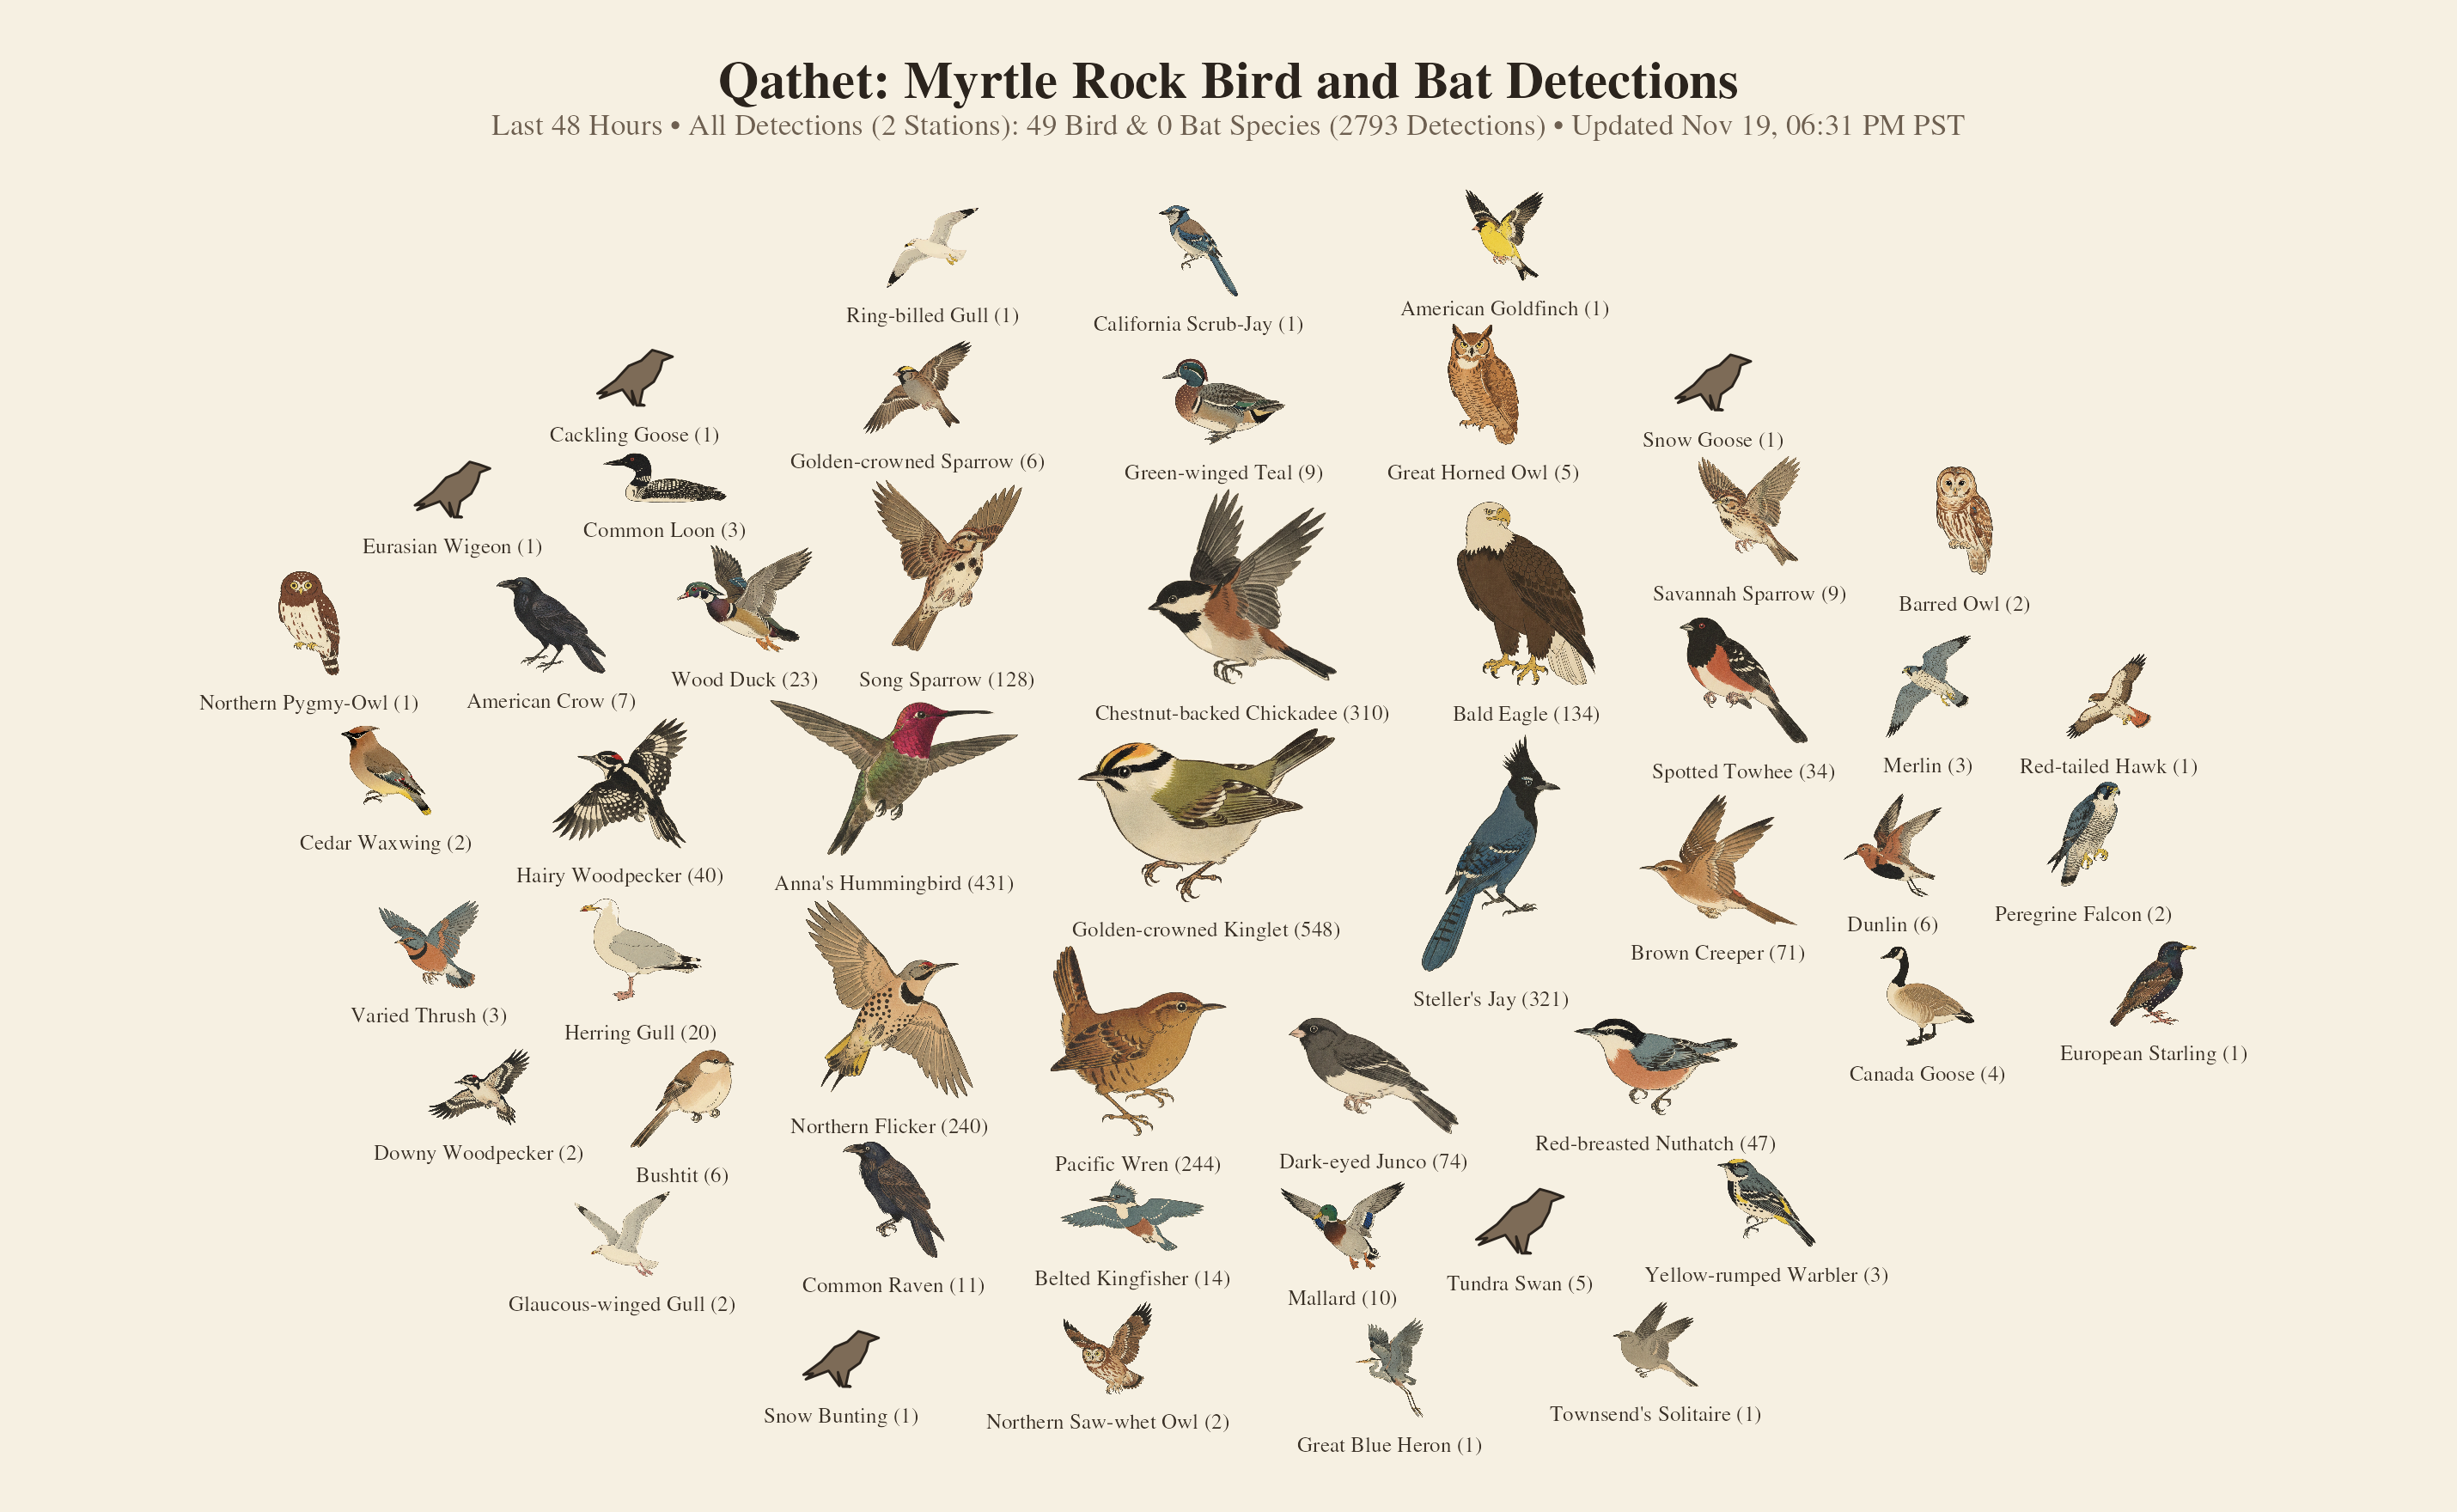 Qathet: Myrtle Rock Bird and Bat Detections
Last 48 Hours • All Detections (2 Stations): 49 Bird & 0 Bat Species (2793 Detections) • Updated Nov 19, 06:31 PM PST
Ring-billed Gull (1)
California Scrub-Jay (1)
American Goldfinch (1)
Cackling Goose (1)
Golden-crowned Sparrow (6)
Green-winged Teal (9)
Great Horned Owl (5)
Snow Goose (1)
Eurasian Wigeon (1)
Common Loon (3)
Savannah Sparrow (9)
Barred Owl (2)
Northern Pygmy-Owl (1)
American Crow (7)
Wood Duck (23)
Song Sparrow (128)
Chestnut-backed Chickadee (310)
Bald Eagle (134)
Spotted Towhee (34)
Merlin (3)
Red-tailed Hawk (1)
Cedar Waxwing (2)
Hairy Woodpecker (40)
Anna's Hummingbird (431)
Golden-crowned Kinglet (548)
Steller's Jay (321)
Brown Creeper (71)
Dunlin (6)
Peregrine Falcon (2)
Varied Thrush (3)
Herring Gull (20)
Northern Flicker (240)
Pacific Wren (244)
Dark-eyed Junco (74)
Red-breasted Nuthatch (47)
Canada Goose (4)
European Starling (1)
Downy Woodpecker (2)
Bushtit (6)
Glaucous-winged Gull (2)
Common Raven (11)
Belted Kingfisher (14)
Mallard (10)
Tundra Swan (5)
Yellow-rumped Warbler (3)
Snow Bunting (1)
Northern Saw-whet Owl (2)
Great Blue Heron (1)
Townsend's Solitaire (1)